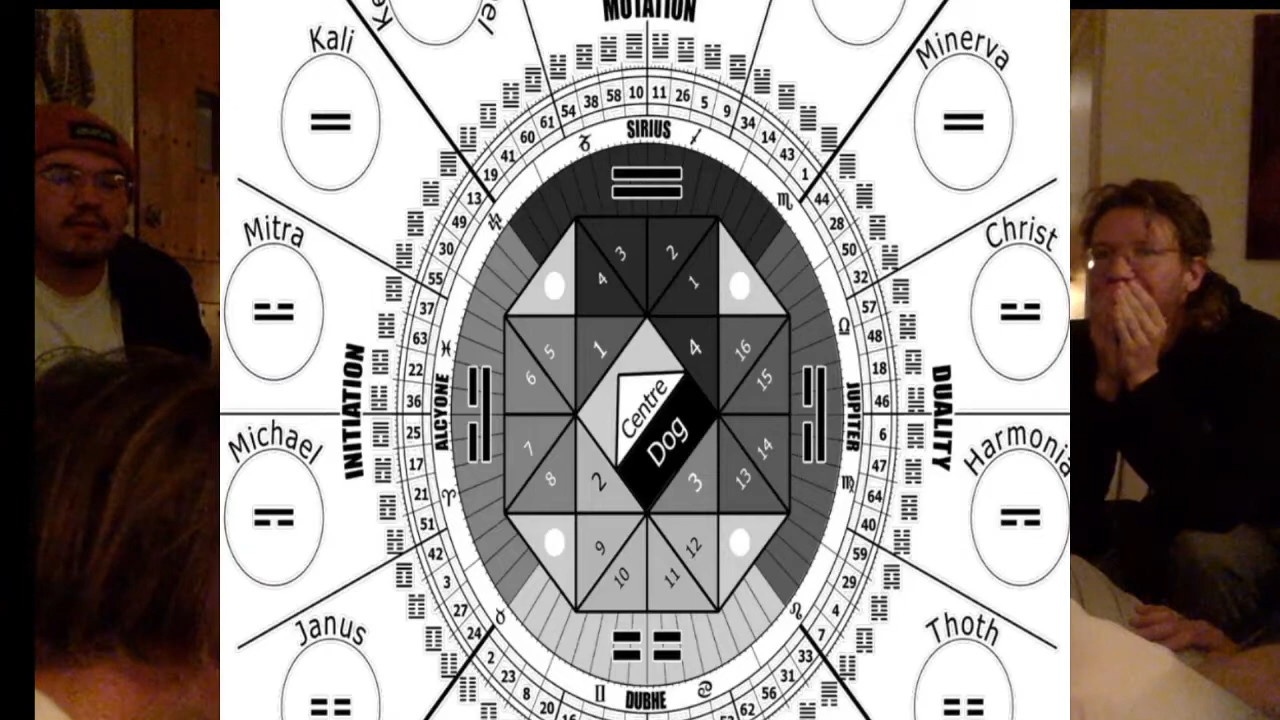 MUTATION
Kali
Minerva
54 38 58 10 11 26 5 9
61 34
60 14
41 SIRIUS 43
19 1
13 44
49 28
Mitra
Christ
30 50
55 32
3 2
4 1
37 57
63 48
5 1 4 16
22 18
6 15
36 46
INITIATION
ALCYONE
Centre
Dog
JUPITER
DUALITY
25 6
Michael
Harmonia
17 47
7 14
21 64
8 2 3 13
51 40
42 59
9 12
3 29
10 11
27 4
Janus
Thoth
24 7
2 33
23 31
8 DUBHE 56
20 62